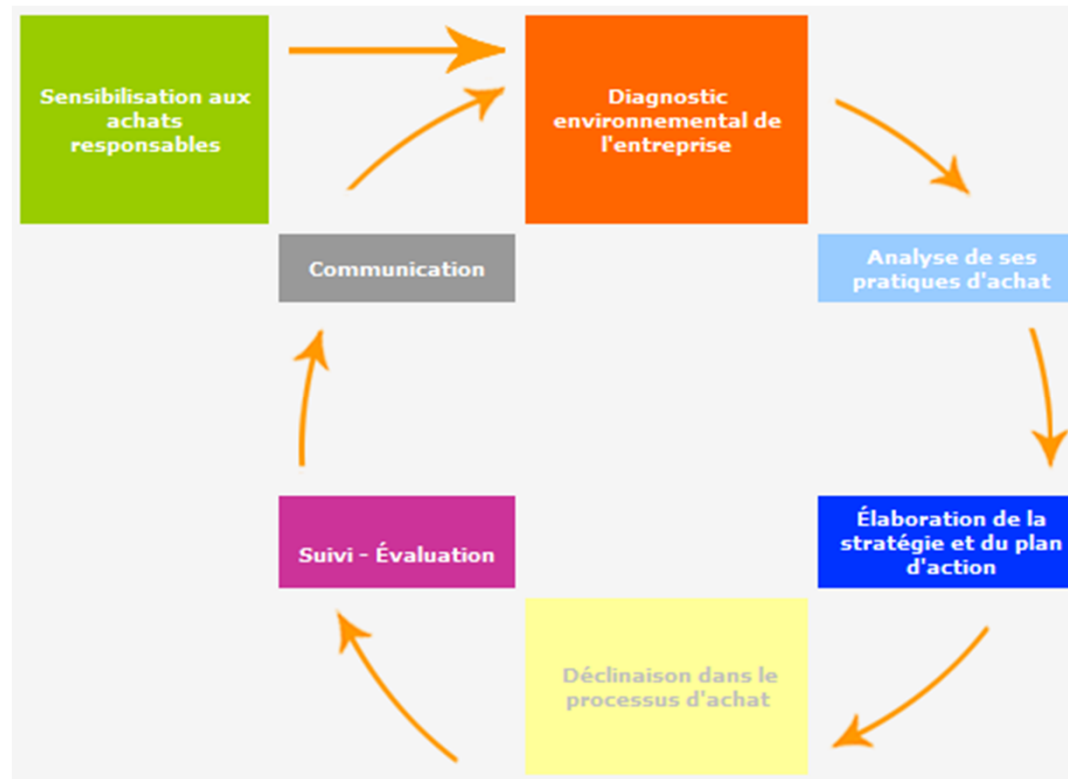 Sensibilisation aux
achats
responsables
Diagnostic
environnemental de
l'entreprise
Communication
Analyse de ses
pratiques d'achat
Suivi - Évaluation
Élaboration de la
stratégie et du plan
d'action
Déclinaison dans le
processus d'achat